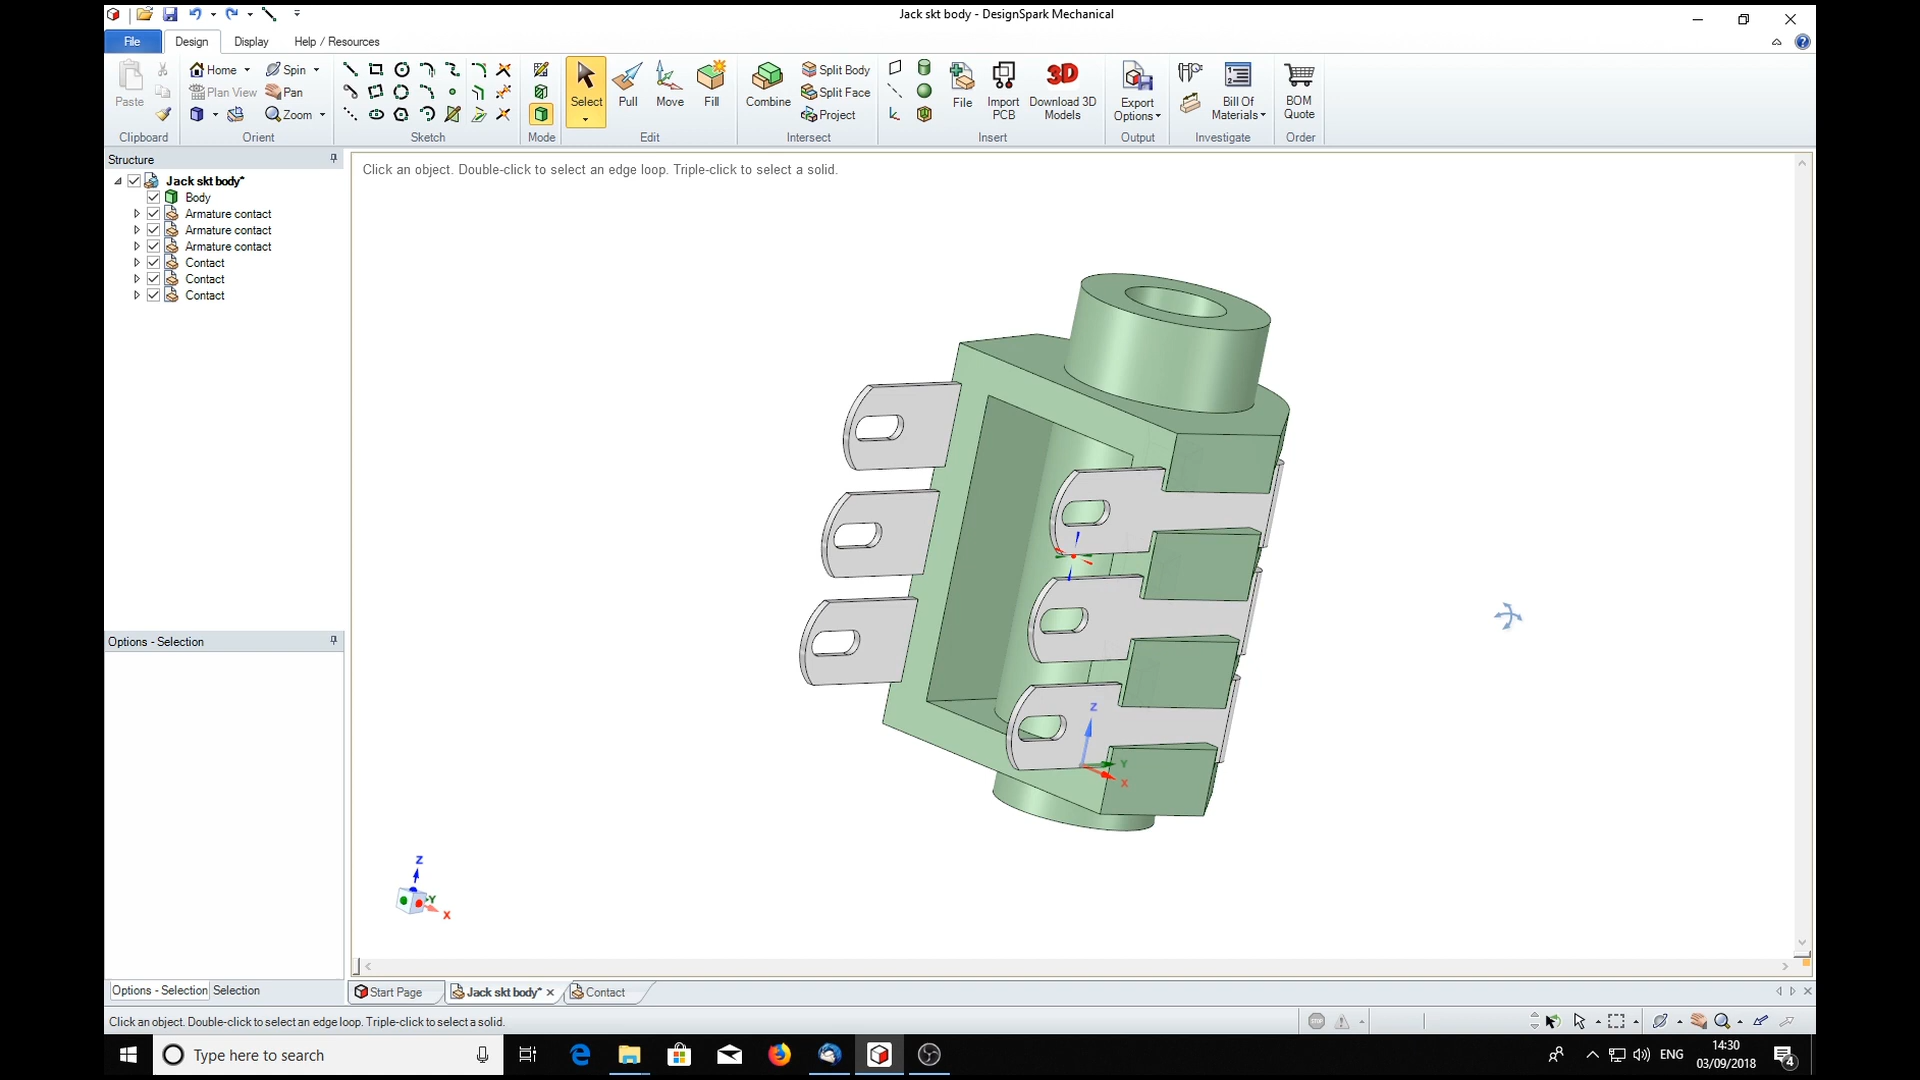 Jack skt body - DesignSpark Mechanical
File Design Display Help / Resources
Paste
Home Spin
Plan View Pan
Zoom
Select Pull Move Fill
Combine
Split Body
Split Face
Project
File
Import PCB
Download 3D Models
Export Options
Bill Of Materials
BOM Quote
Clipboard Orient Sketch Mode Edit Intersect Insert Output Investigate Order
Structure
Click an object. Double-click to select an edge loop. Triple-click to select a solid.
Jack skt body*
Body
Armature contact
Armature contact
Armature contact
Contact
Contact
Contact
Options - Selection
Z
Y
X
Z
Y
X
Options - Selection Selection
Start Page Jack skt body* Contact
Click an object. Double-click to select an edge loop. Triple-click to select a solid.
Type here to search
ENG
14:30
03/09/2018
4